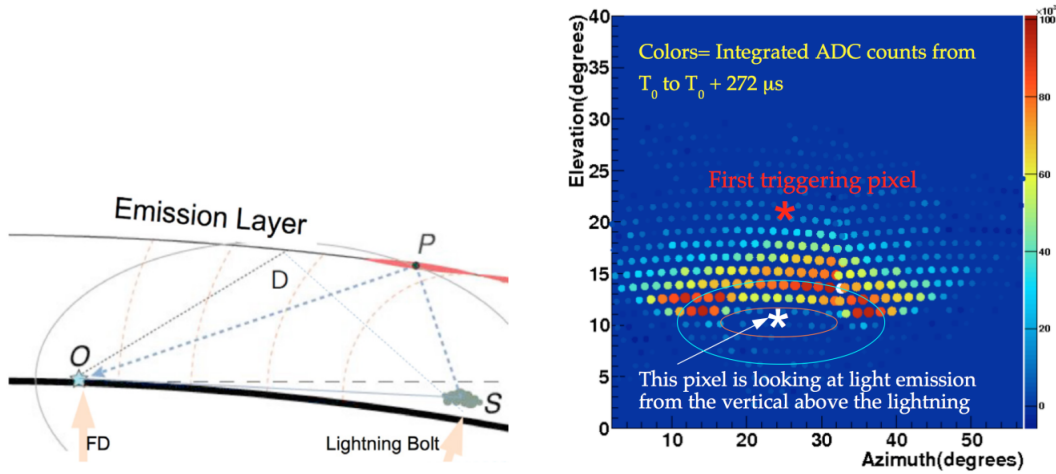 Emission Layer
P
D
O
S
FD
Lightning Bolt
Elevation(degrees)
40
35
30
25
20
15
10
5
0
10
20
30
40
50
Azimuth(degrees)
Colors= Integrated ADC counts from
T0 to T0 + 272 μs
First triggering pixel
*
*
This pixel is looking at light emission
from the vertical above the lightning
×10³
100
80
60
40
20
0